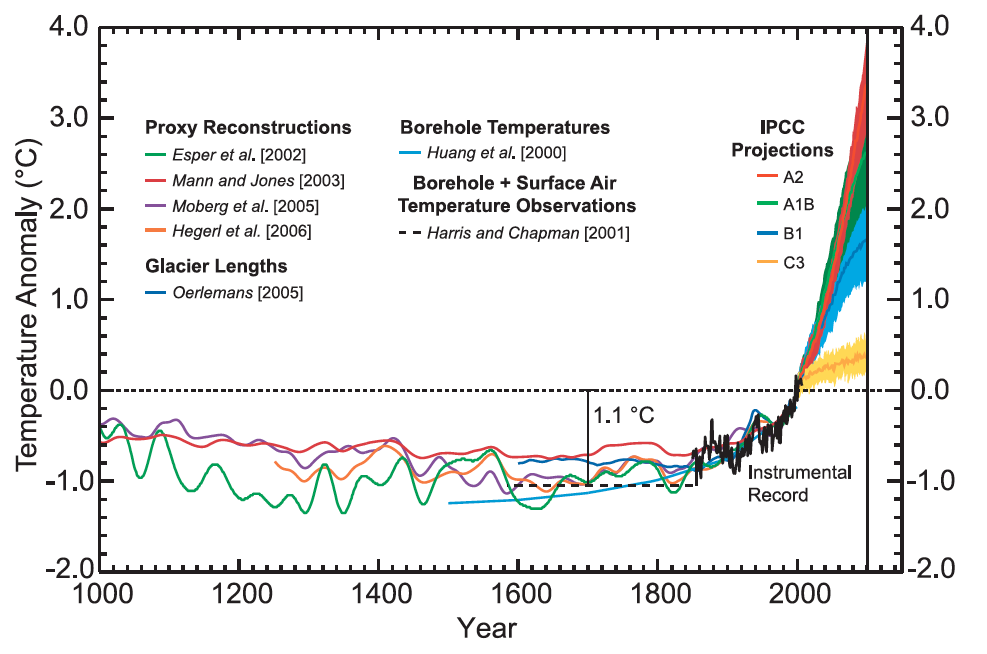 4.0
3.0
2.0
1.0
0.0
-1.0
-2.0
Temperature Anomaly (°C)
Proxy Reconstructions
Esper et al. [2002]
Mann and Jones [2003]
Moberg et al. [2005]
Hegerl et al. [2006]
Glacier Lengths
Oerlemans [2005]
Borehole Temperatures
Huang et al. [2000]
Borehole + Surface Air
Temperature Observations
Harris and Chapman [2001]
IPCC
Projections
A2
A1B
B1
C3
1.1 °C
Instrumental
Record
4.0
3.0
2.0
1.0
0.0
-1.0
-2.0
1000 1200 1400 1600 1800 2000
Year